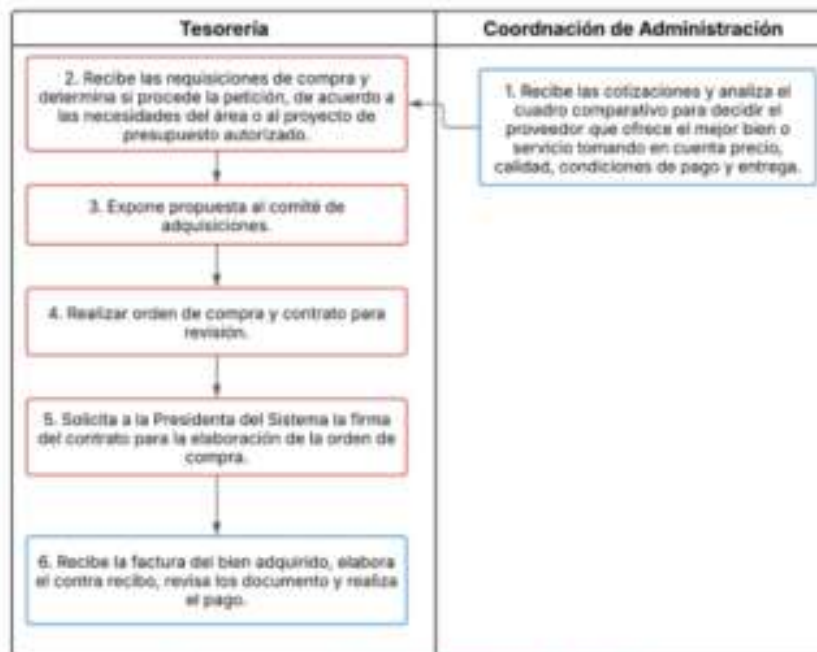 Tesorería
Coordnación de Administración
2. Recibe las requisiciones de compra y
determina si procede la petición, de acuerdo a
las necesidades del área o al proyecto de
presupuesto autorizado.
1. Recibe las cotizaciones y analiza el
cuadro comparativo para decidir el
proveedor que ofrece el mejor bien o
servicio tomando en cuenta precio,
calidad, condiciones de pago y entrega.
3. Expone propuesta al comité de
adquisiciones.
4. Realizar orden de compra y contrato para
revisión.
5. Solicita a la Presidenta del Sistema la firma
del contrato para la elaboración de la orden de
compra.
6. Recibe la factura del bien adquirido, elabora
el contra recibo, revisa los documento y realiza
el pago.